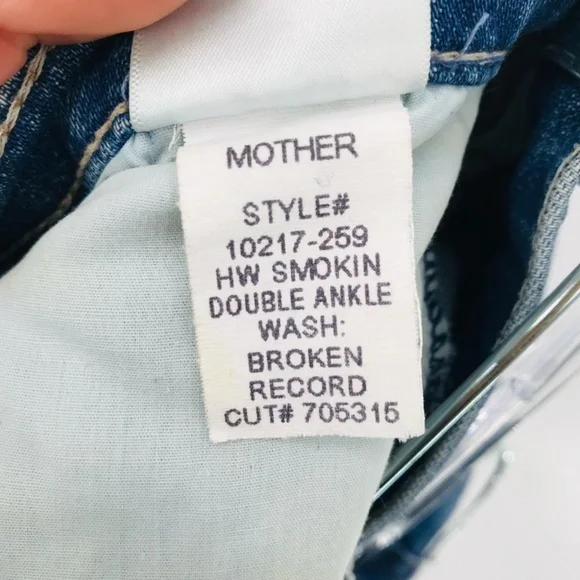 MOTHER
STYLE#
10217-259
HW SMOKIN
DOUBLE ANKLE
WASH:
BROKEN
RECORD
CUT# 705315